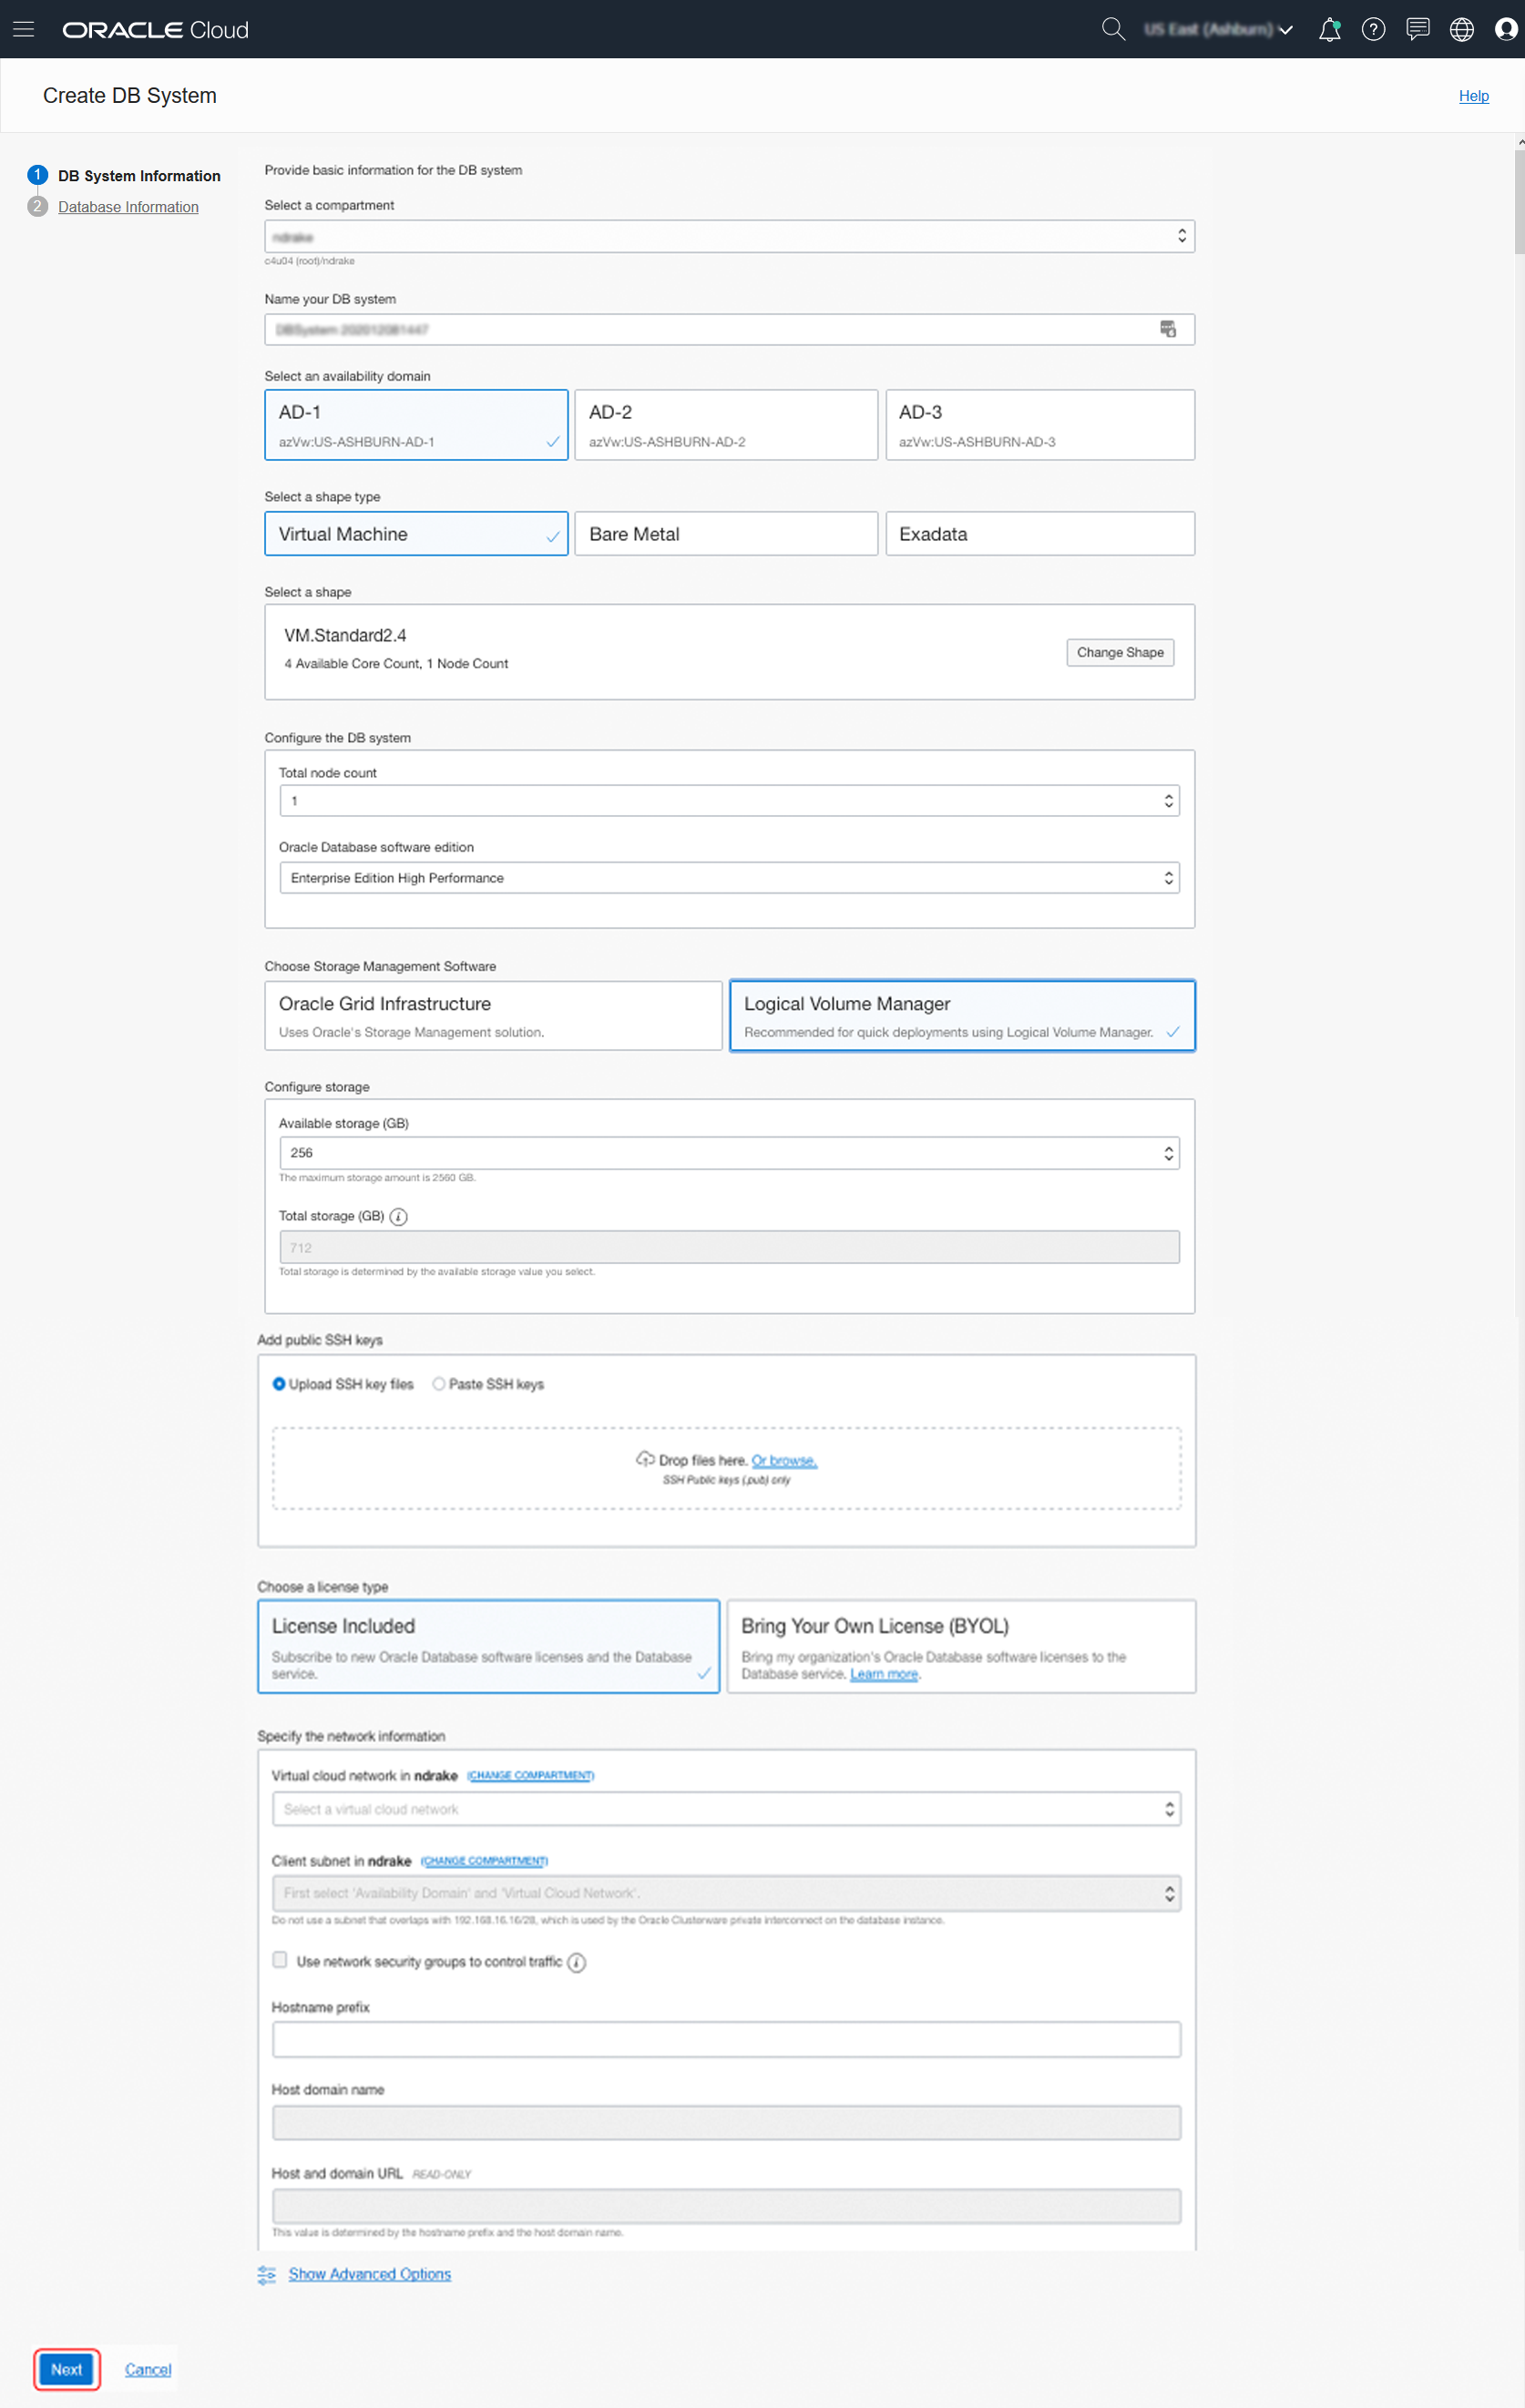 ORACLE Cloud
US East (Ashburn)
Create DB System
Help
1 DB System Information
2 Database Information
Provide basic information for the DB system
Select a compartment
ndrake
c4u04 (root)/ndrake
Name your DB system
DBSystem 202012081447
Select an availability domain
AD-1
azVw:US-ASHBURN-AD-1
AD-2
azVw:US-ASHBURN-AD-2
AD-3
azVw:US-ASHBURN-AD-3
Select a shape type
Virtual Machine
Bare Metal
Exadata
Select a shape
VM.Standard2.4
4 Available Core Count, 1 Node Count
Change Shape
Configure the DB system
Total node count
1
Oracle Database software edition
Enterprise Edition High Performance
Choose Storage Management Software
Oracle Grid Infrastructure
Uses Oracle's Storage Management solution.
Logical Volume Manager
Recommended for quick deployments using Logical Volume Manager.
Configure storage
Available storage (GB)
256
The maximum storage amount is 2560 GB.
Total storage (GB)
712
Total storage is determined by the available storage value you select.
Add public SSH keys
Upload SSH key files
Paste SSH keys
Drop files here. Or browse.
SSH Public keys (.pub) only
Choose a license type
License Included
Subscribe to new Oracle Database software licenses and the Database
service.
Bring Your Own License (BYOL)
Bring my organization's Oracle Database software licenses to the
Database service. Learn more.
Specify the network information
Virtual cloud network in ndrake (CHANGE COMPARTMENT)
Select a virtual cloud network
Client subnet in ndrake (CHANGE COMPARTMENT)
First select 'Availability Domain' and 'Virtual Cloud Network'.
Do not use a subnet that overlaps with 192.168.16.16/28, which is used by the Oracle Clusterware private interconnect on the database instance.
Use network security groups to control traffic
Hostname prefix
Host domain name
Host and domain URL READ-ONLY
This value is determined by the hostname prefix and the host domain name.
Show Advanced Options
Next
Cancel